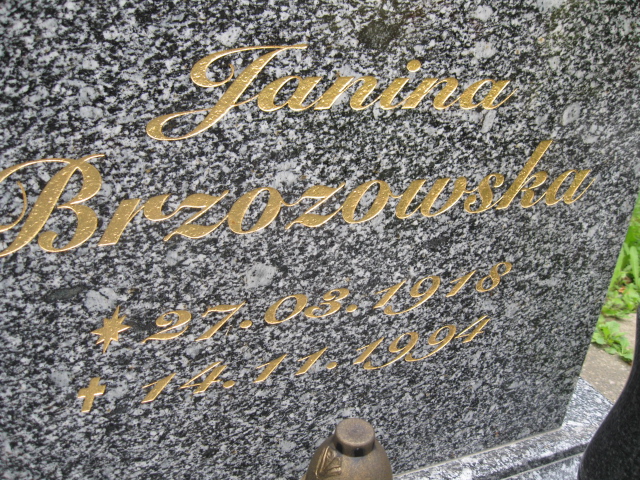 Janina
Brzozowska
* 27.03.1918
✝ 14.11.1994